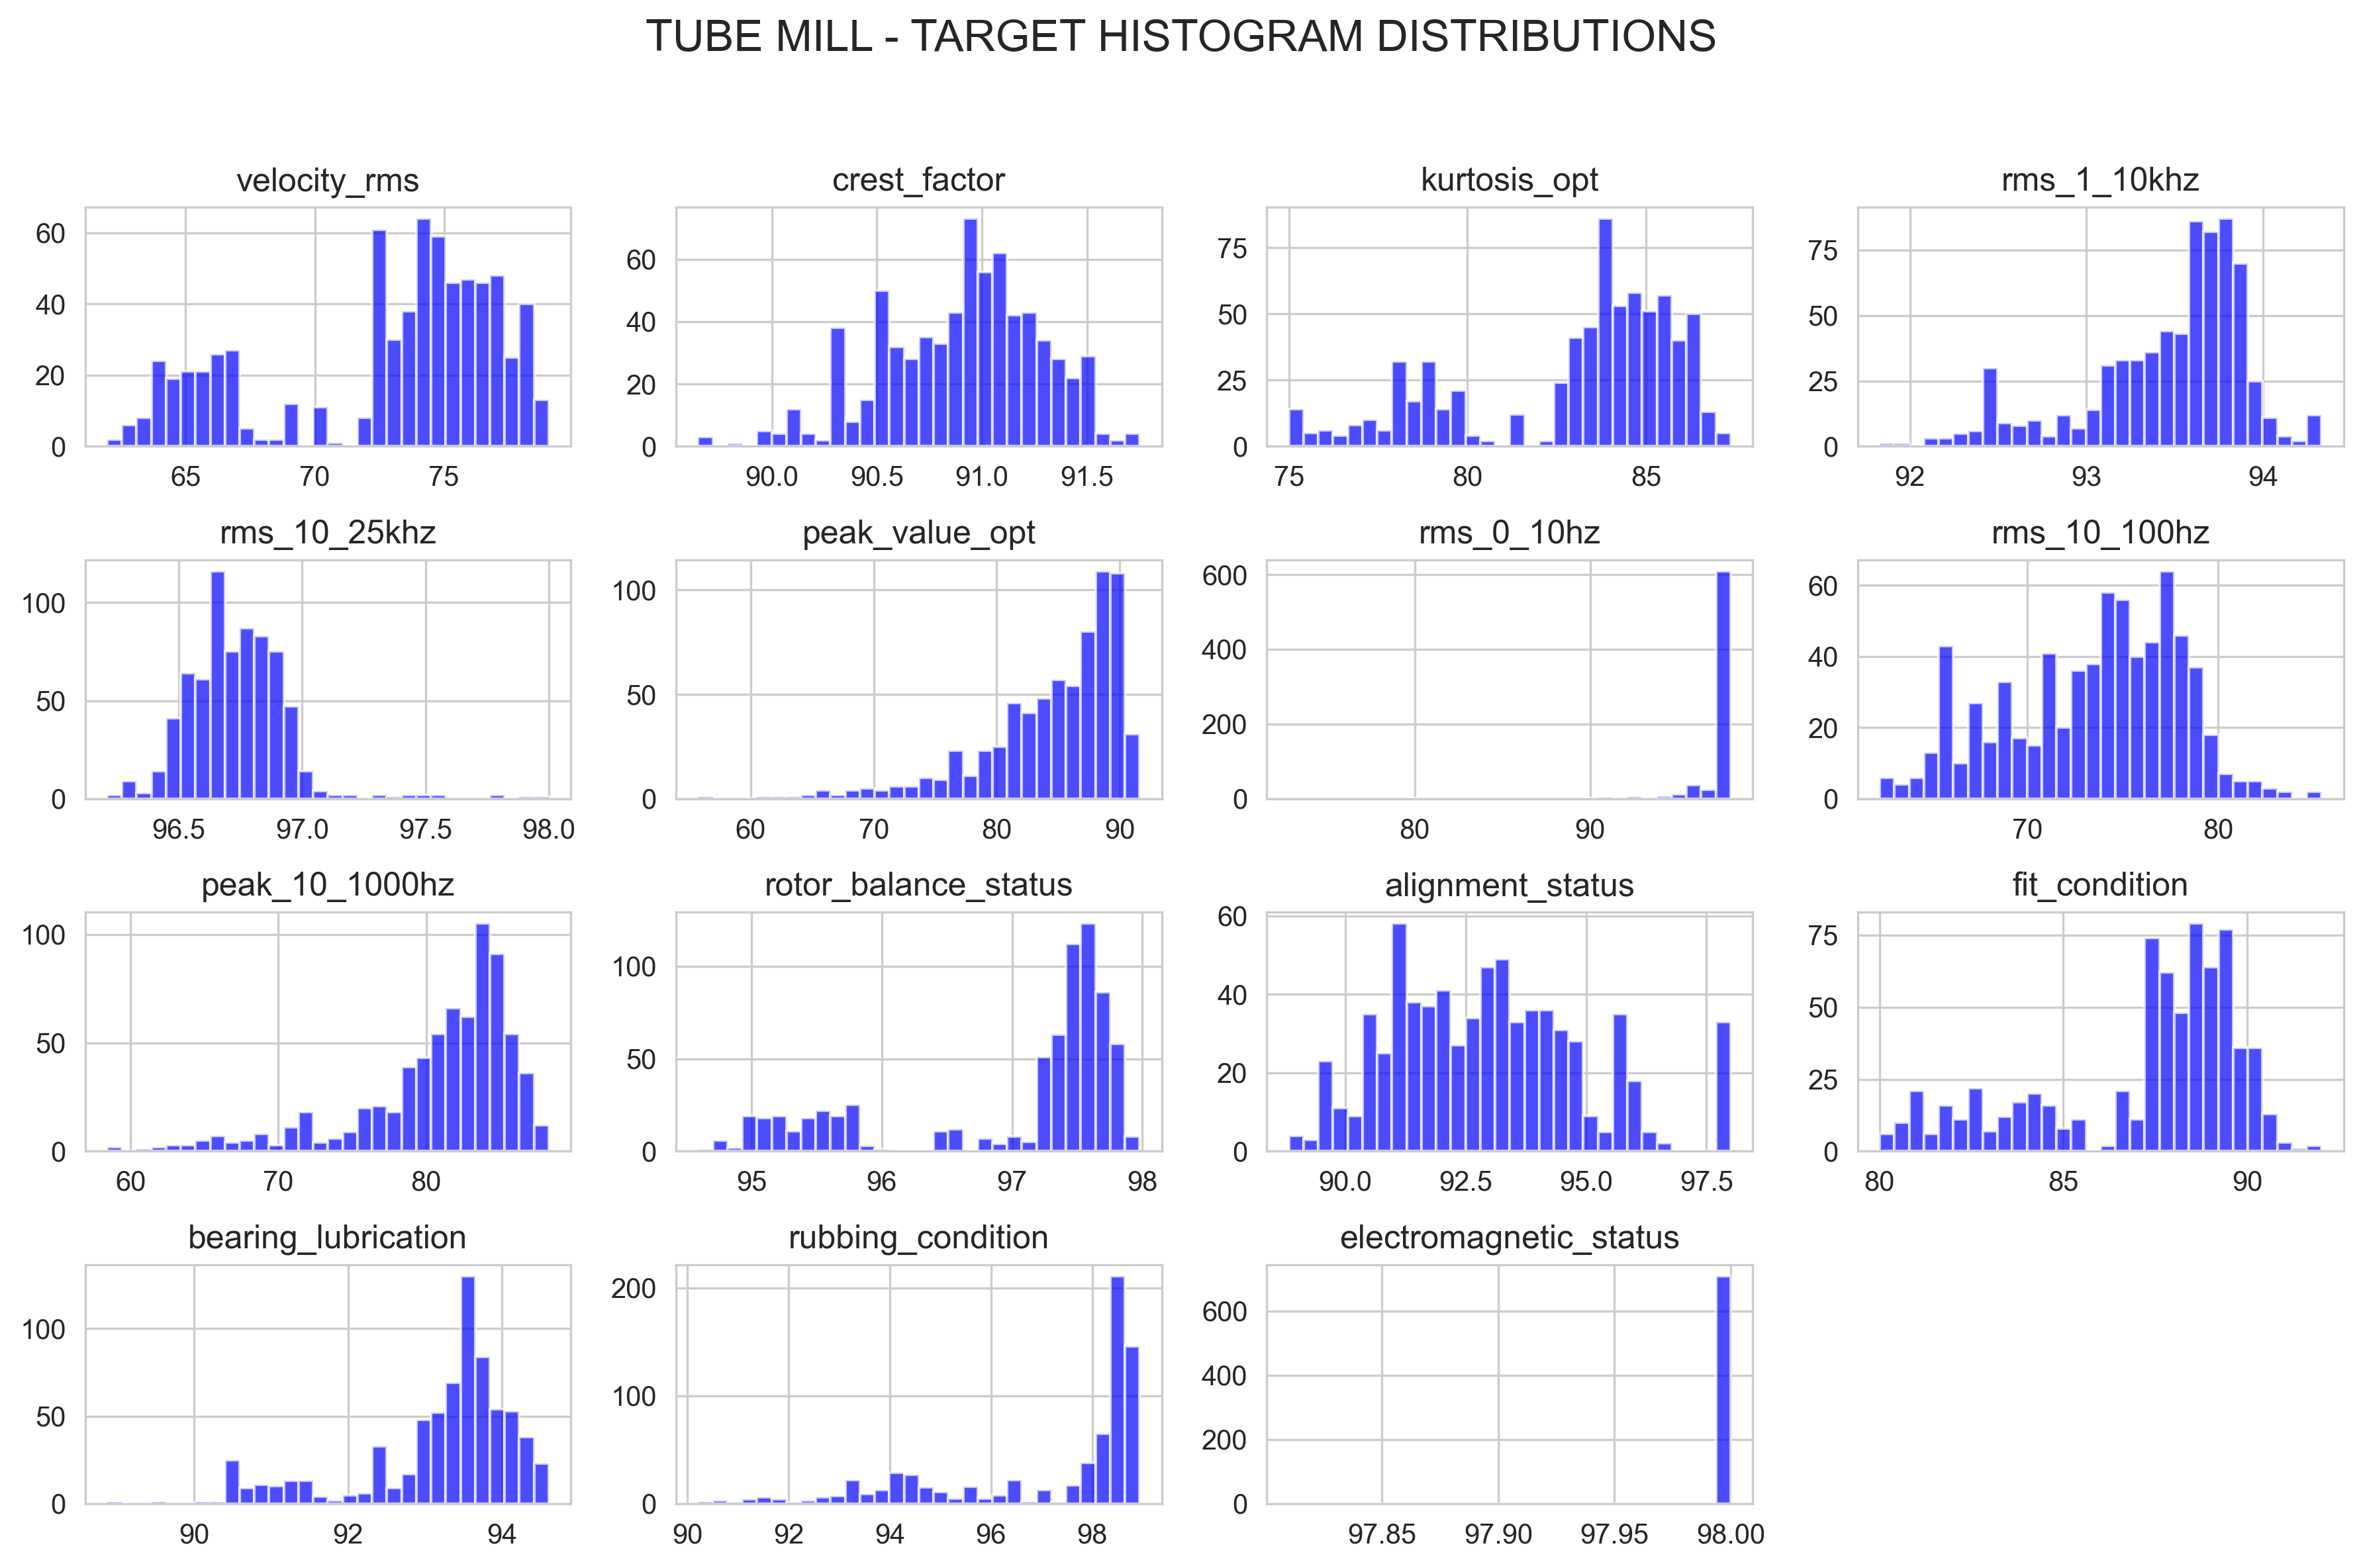 TUBE MILL - TARGET HISTOGRAM DISTRIBUTIONS
velocity_rms
60
40
20
0
65 70 75
crest_factor
60
40
20
0
90.0 90.5 91.0 91.5
kurtosis_opt
75
50
25
0
75 80 85
rms_1_10khz
75
50
25
0
92 93 94
rms_10_25khz
100
50
0
96.5 97.0 97.5 98.0
peak_value_opt
100
50
0
60 70 80 90
rms_0_10hz
600
400
200
0
80 90
rms_10_100hz
60
40
20
0
70 80
peak_10_1000hz
100
50
0
60 70 80
rotor_balance_status
100
50
0
95 96 97 98
alignment_status
60
40
20
0
90.0 92.5 95.0 97.5
fit_condition
75
50
25
0
80 85 90
bearing_lubrication
100
50
0
90 92 94
rubbing_condition
200
100
0
90 92 94 96 98
electromagnetic_status
600
400
200
0
97.85 97.90 97.95 98.00